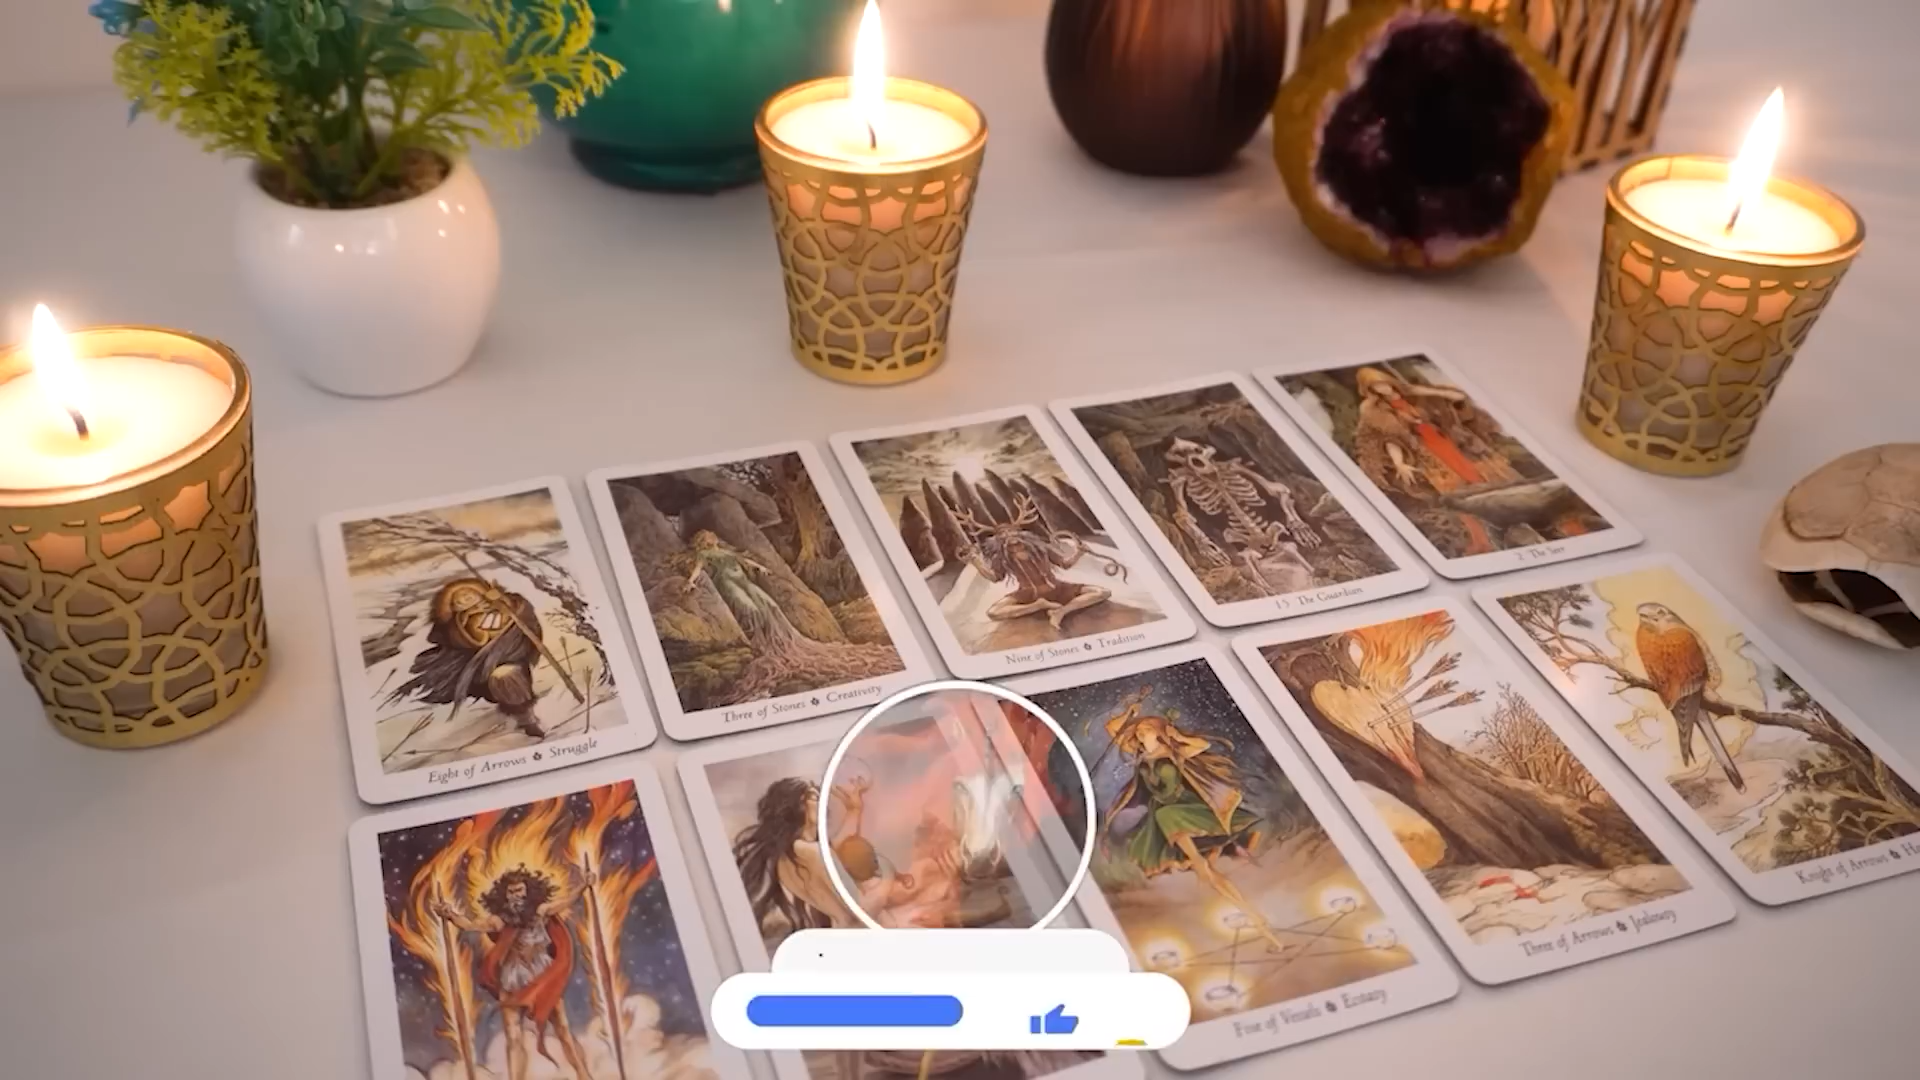 2 The Seer
15 The Guardian
Nine of Stones Tradition
Three of Stones Creativity
Eight of Arrows Struggle
Knight of Arrows
Three of Arrows Jealousy
Five of Vessels Ecstasy